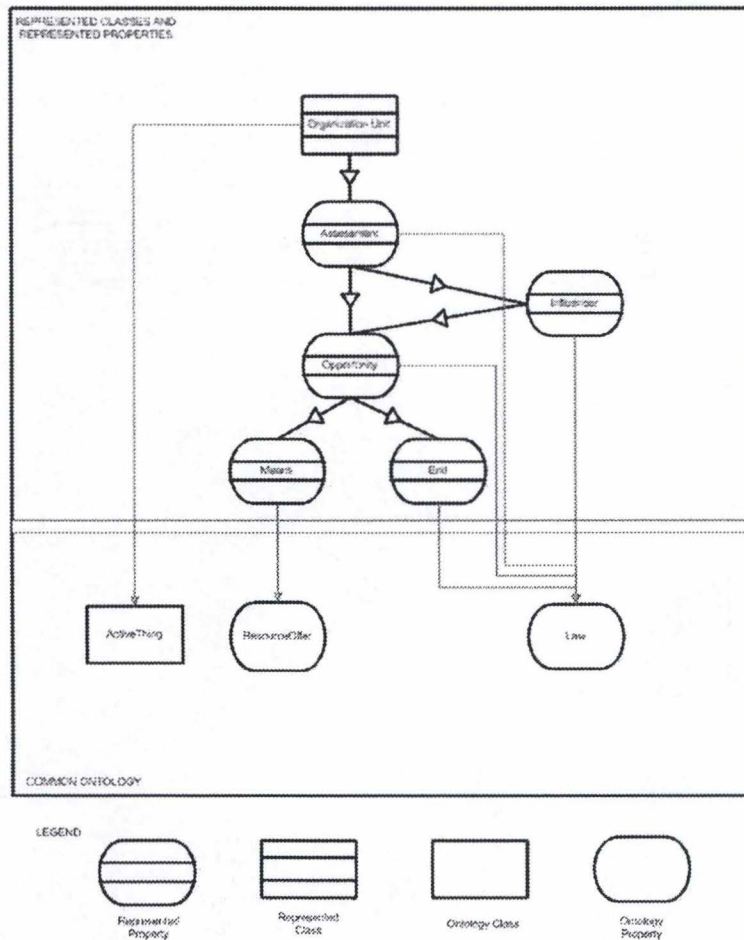 REPRESENTED CLASSES AND
REPRESENTED PROPERTIES
Organization Unit
Assessment
Influencer
Opportunity
Means
End
ActiveThing
ResourceOffer
Law
COMMON ONTOLOGY
LEGEND
Represented
Property
Represented
Class
Ontology Class
Ontology
Property